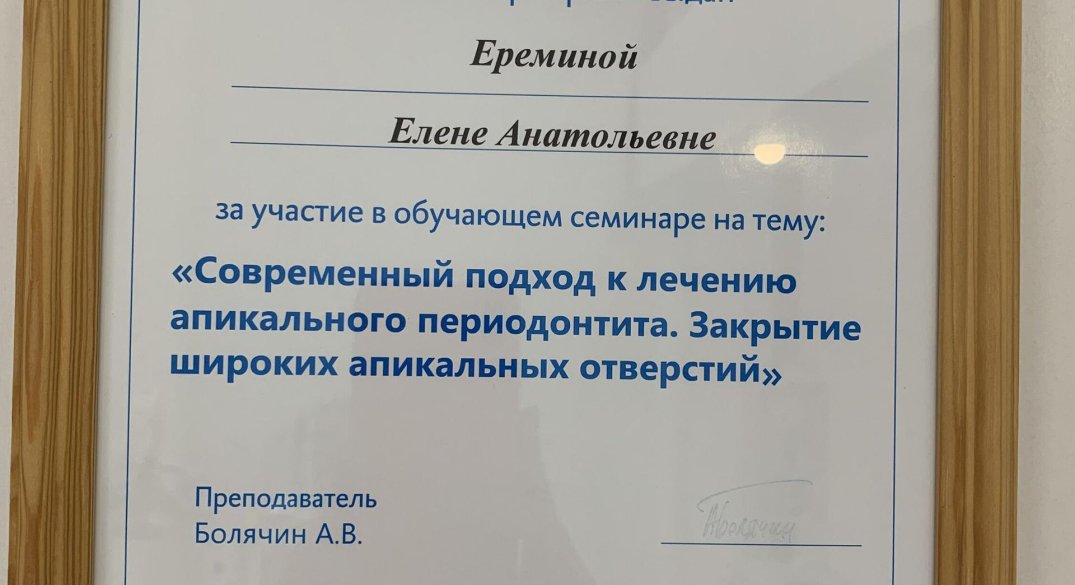 Ереминой
Елене Анатольевне
за участие в обучающем семинаре на тему:
«Современный подход к лечению
апикального периодонтита. Закрытие
широких апикальных отверстий»
Преподаватель
Болячин А.В.